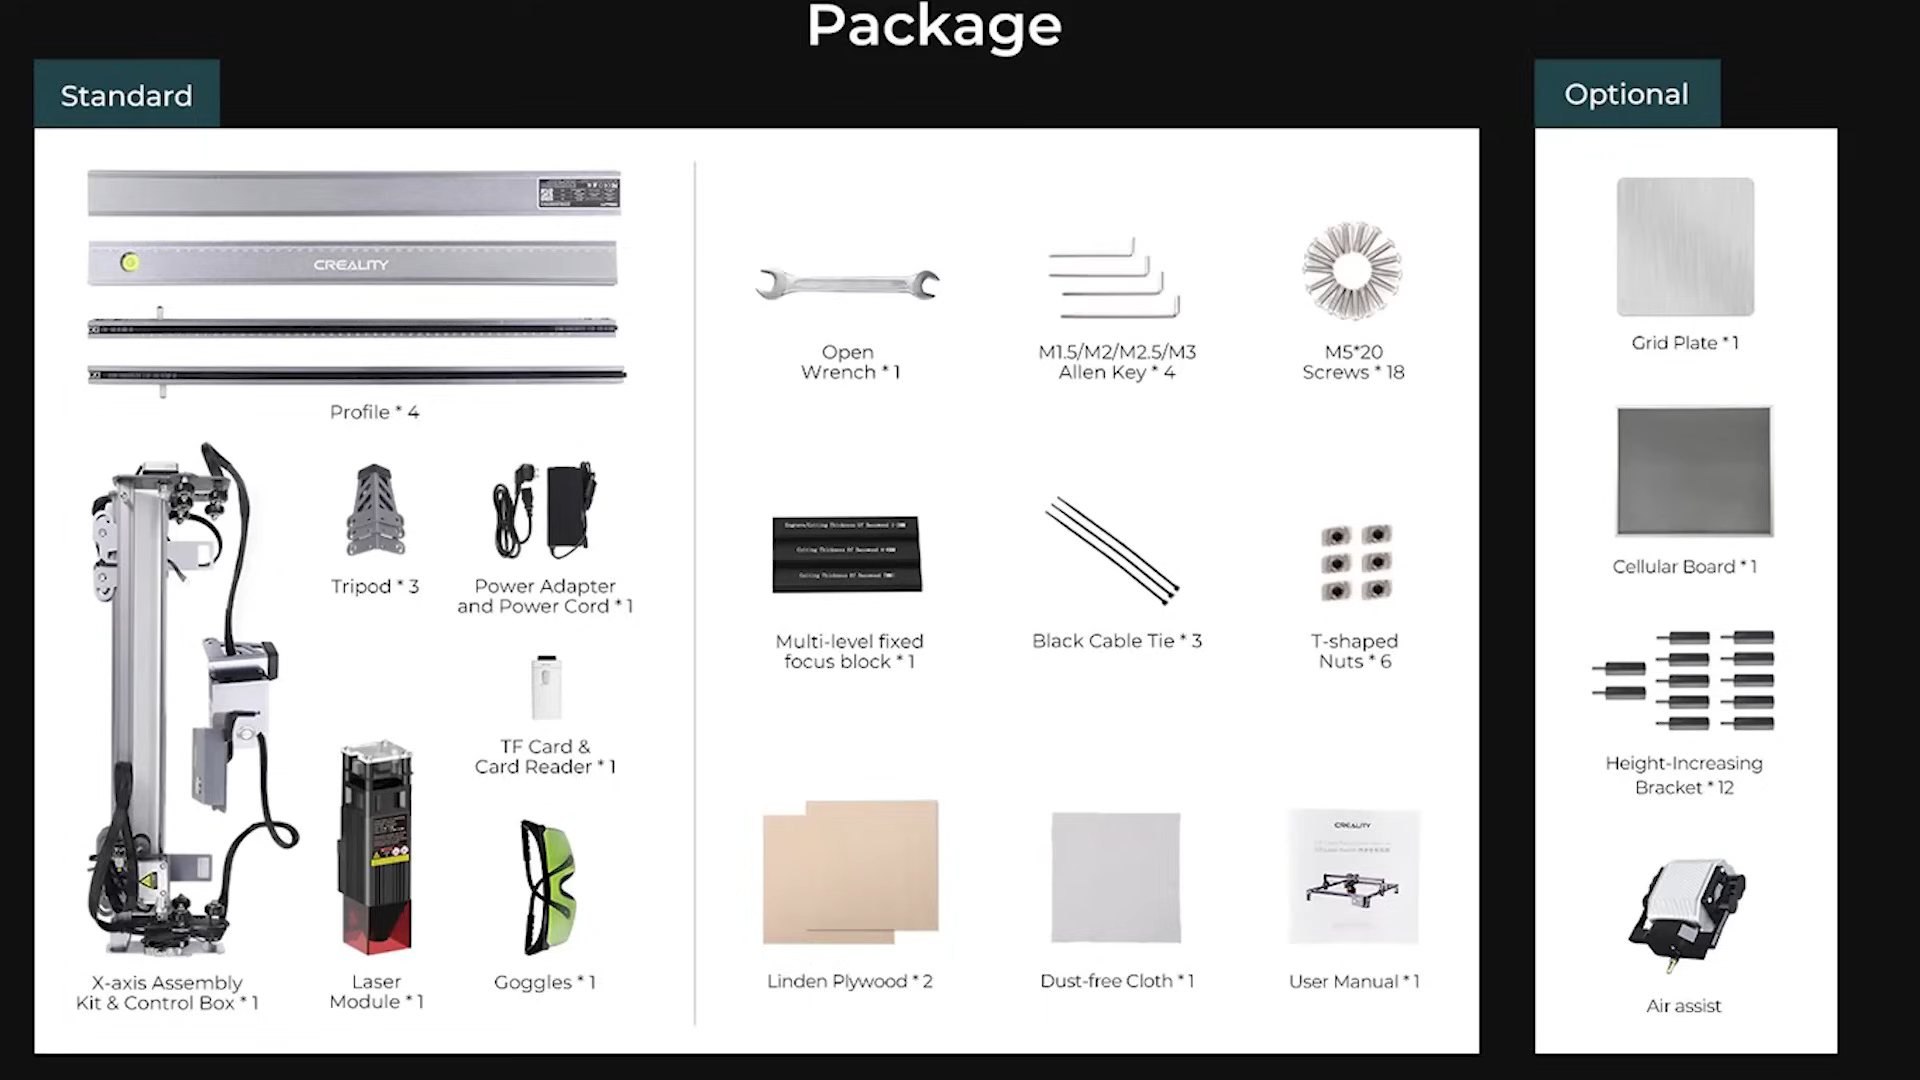 Package
Standard
CREALITY
Profile * 4
Tripod * 3
Power Adapter
and Power Cord * 1
TF Card &
Card Reader * 1
X-axis Assembly
Kit & Control Box * 1
Laser
Module * 1
Goggles * 1
Open
Wrench * 1
M1.5/M2/M2.5/M3
Allen Key * 4
M5*20
Screws * 18
Multi-level fixed
focus block * 1
Black Cable Tie * 3
T-shaped
Nuts * 6
Linden Plywood * 2
Dust-free Cloth * 1
CREALITY
User Manual * 1
Optional
Grid Plate * 1
Cellular Board * 1
Height-Increasing
Bracket * 12
Air assist